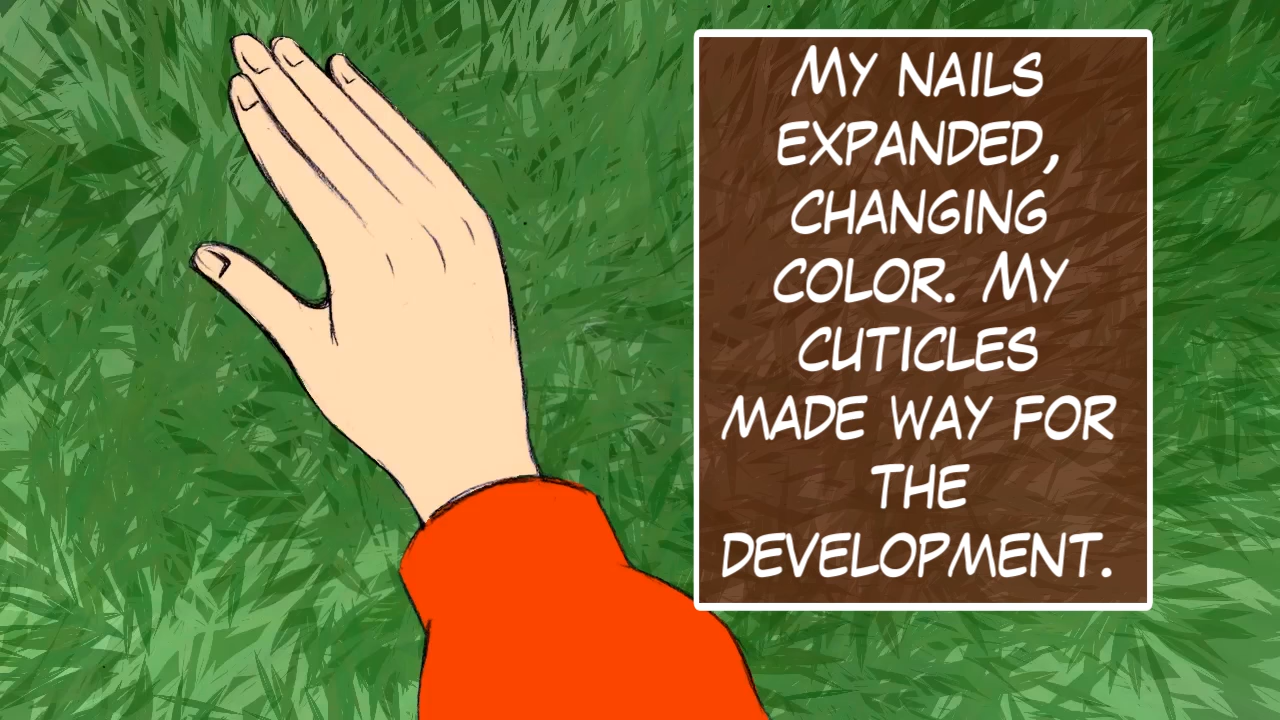 MY NAILS
EXPANDED,
CHANGING
COLOR. MY
CUTICLES
MADE WAY FOR
THE
DEVELOPMENT.